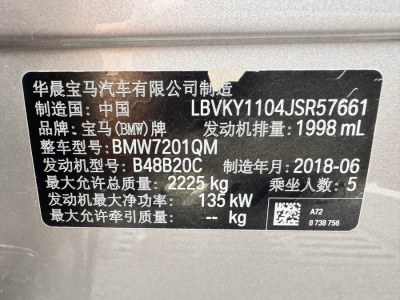 华晨宝马汽车有限公司制造
制造国：中国 LBVKY1104JSR57661
品牌：宝马(BMW)牌 发动机排量：1998 mL
整车型号：BMW7201QM
发动机型号：B48B20C 制造年月：2018-06
最大允许总质量：2225 kg 乘坐人数：5
发动机最大净功率：135 kW
最大允许牵引质量：-- kg
A72
8 738 756